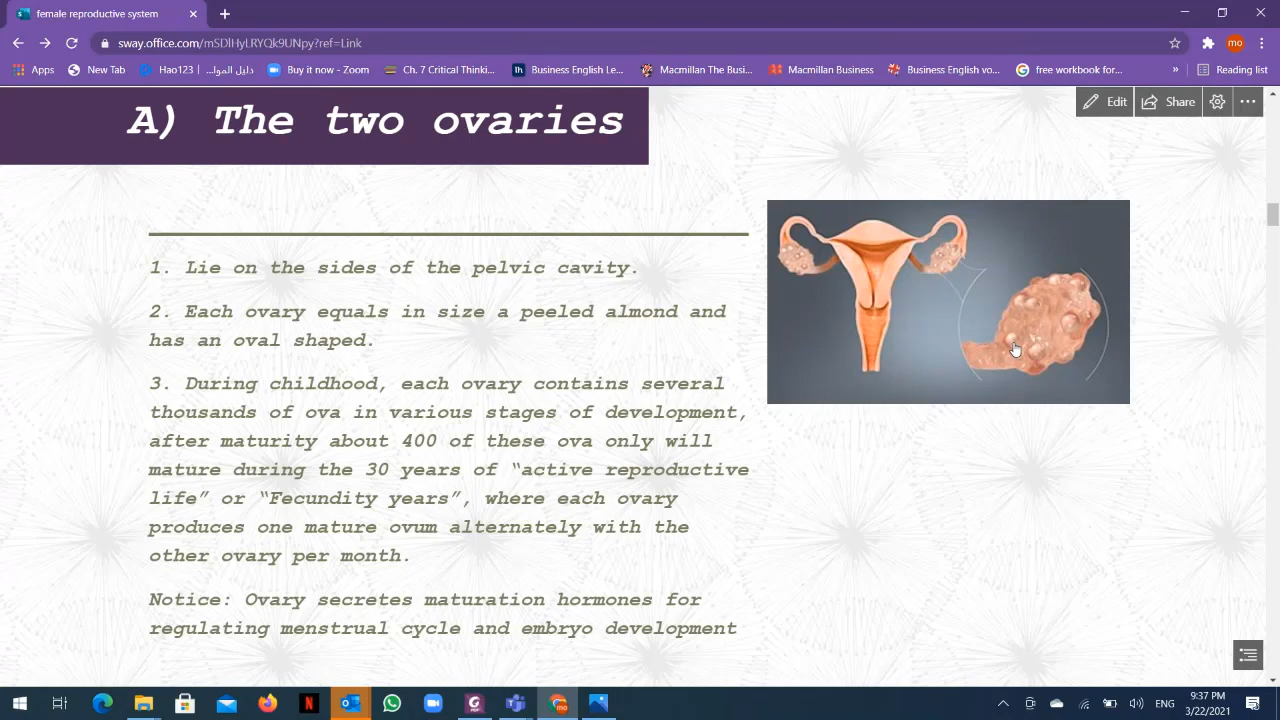 female reproductive system
sway.office.com/mSDlHyLRYQk9UNpy?ref=Link
mo
Apps
New Tab
Hao123 | دليل الموا...
Buy it now - Zoom
Ch. 7 Critical Thinki...
Business English Le...
Macmillan The Busi...
Macmillan Business
Business English vo...
free workbook for...
»
Reading list
A) The two ovaries
Edit
Share
1. Lie on the sides of the pelvic cavity.
2. Each ovary equals in size a peeled almond and
has an oval shaped.
3. During childhood, each ovary contains several
thousands of ova in various stages of development,
after maturity about 400 of these ova only will
mature during the 30 years of “active reproductive
life” or “Fecundity years”, where each ovary
produces one mature ovum alternately with the
other ovary per month.
Notice: Ovary secretes maturation hormones for
regulating menstrual cycle and embryo development
ENG
9:37 PM
3/22/2021